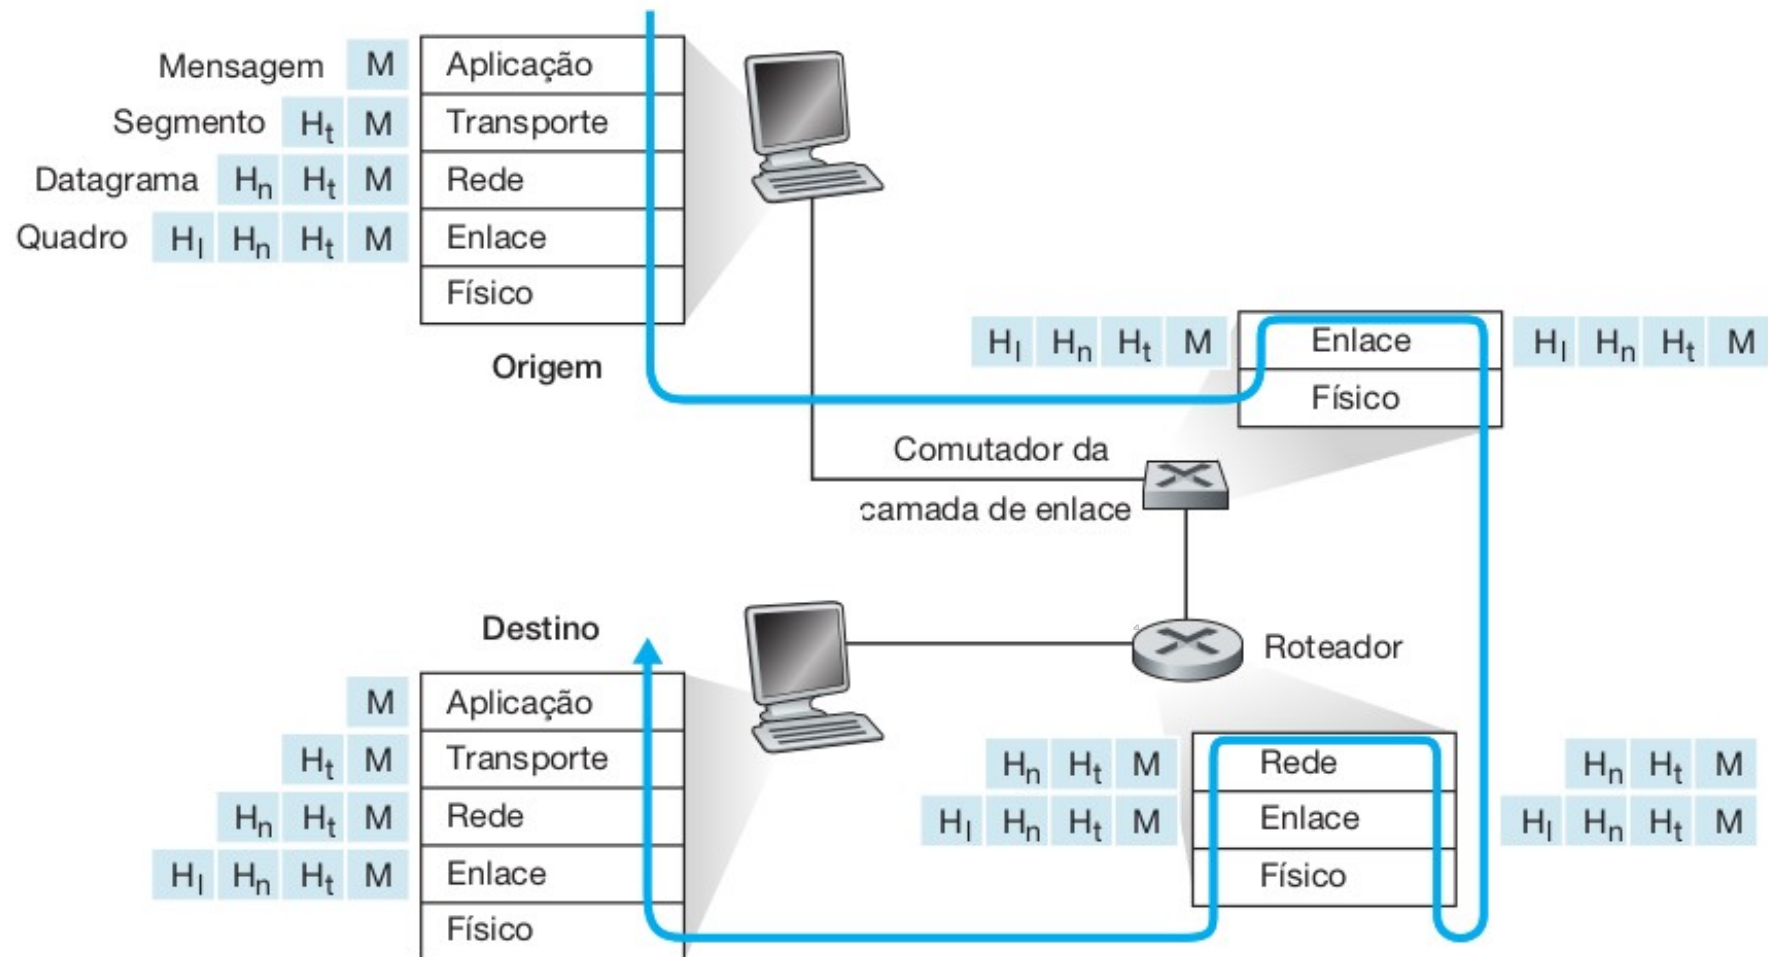 Mensagem M Aplicação
Segmento Ht M Transporte
Datagrama Hn Ht M Rede
Quadro Hl Hn Ht M Enlace
Físico
Origem
Hl Hn Ht M Enlace Hl Hn Ht M
Físico
Comutador da
camada de enlace
Roteador
Destino
M Aplicação
Ht M Transporte
Hn Ht M Rede
Hl Hn Ht M Enlace
Físico
Hn Ht M Rede Hn Ht M
Hl Hn Ht M Enlace Hl Hn Ht M
Físico